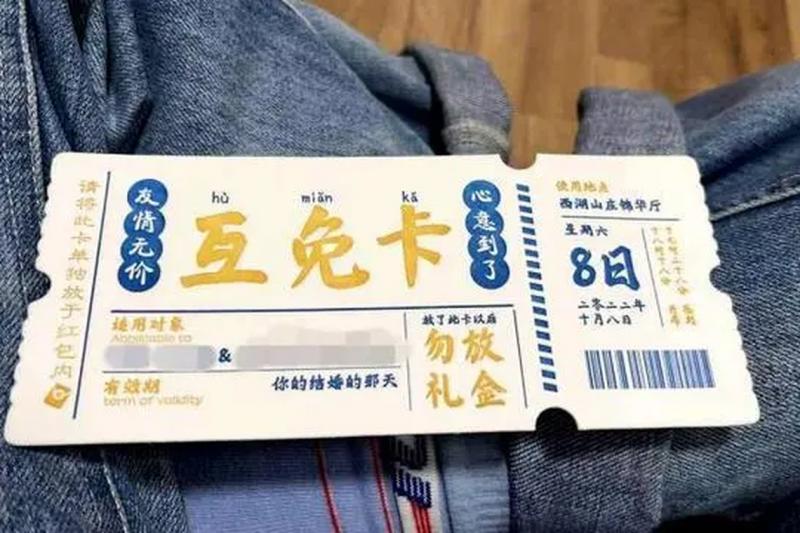 请将此卡单独放于红包内
友情无价
hù miǎn kǎ
互免卡
心意到了
适用对象
Applicable to
&
有效期
term of validity
你的结婚的那天
放了此卡以后
勿放
礼金
使用地点
西湖山庄锦华厅
星期六
8日
二零二二年
十月八日